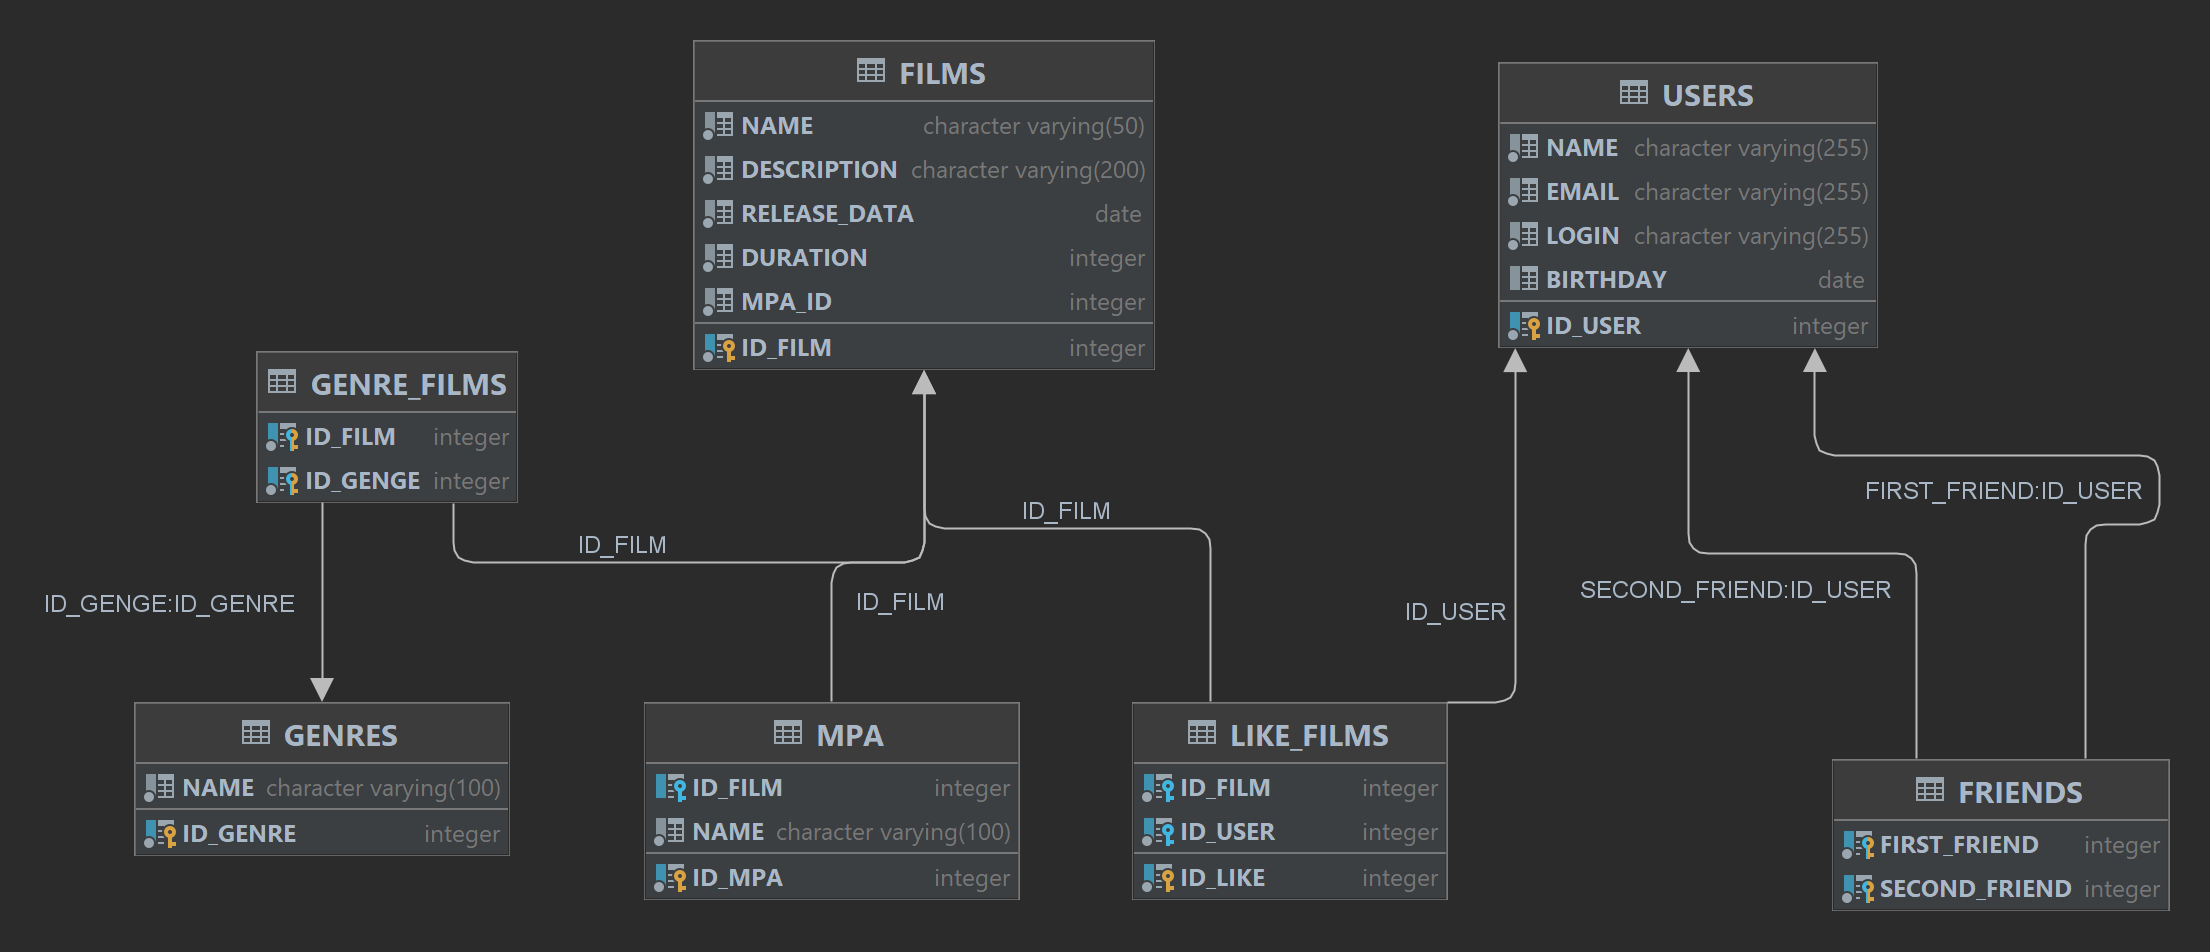 FILMS
NAME character varying(50)
DESCRIPTION character varying(200)
RELEASE_DATA date
DURATION integer
MPA_ID integer
ID_FILM integer
USERS
NAME character varying(255)
EMAIL character varying(255)
LOGIN character varying(255)
BIRTHDAY date
ID_USER integer
GENRE_FILMS
ID_FILM integer
ID_GENGE integer
ID_FILM
ID_FILM
ID_FILM
ID_GENGE:ID_GENRE
FIRST_FRIEND:ID_USER
SECOND_FRIEND:ID_USER
ID_USER
GENRES
NAME character varying(100)
ID_GENRE integer
MPA
ID_FILM integer
NAME character varying(100)
ID_MPA integer
LIKE_FILMS
ID_FILM integer
ID_USER integer
ID_LIKE integer
FRIENDS
FIRST_FRIEND integer
SECOND_FRIEND integer